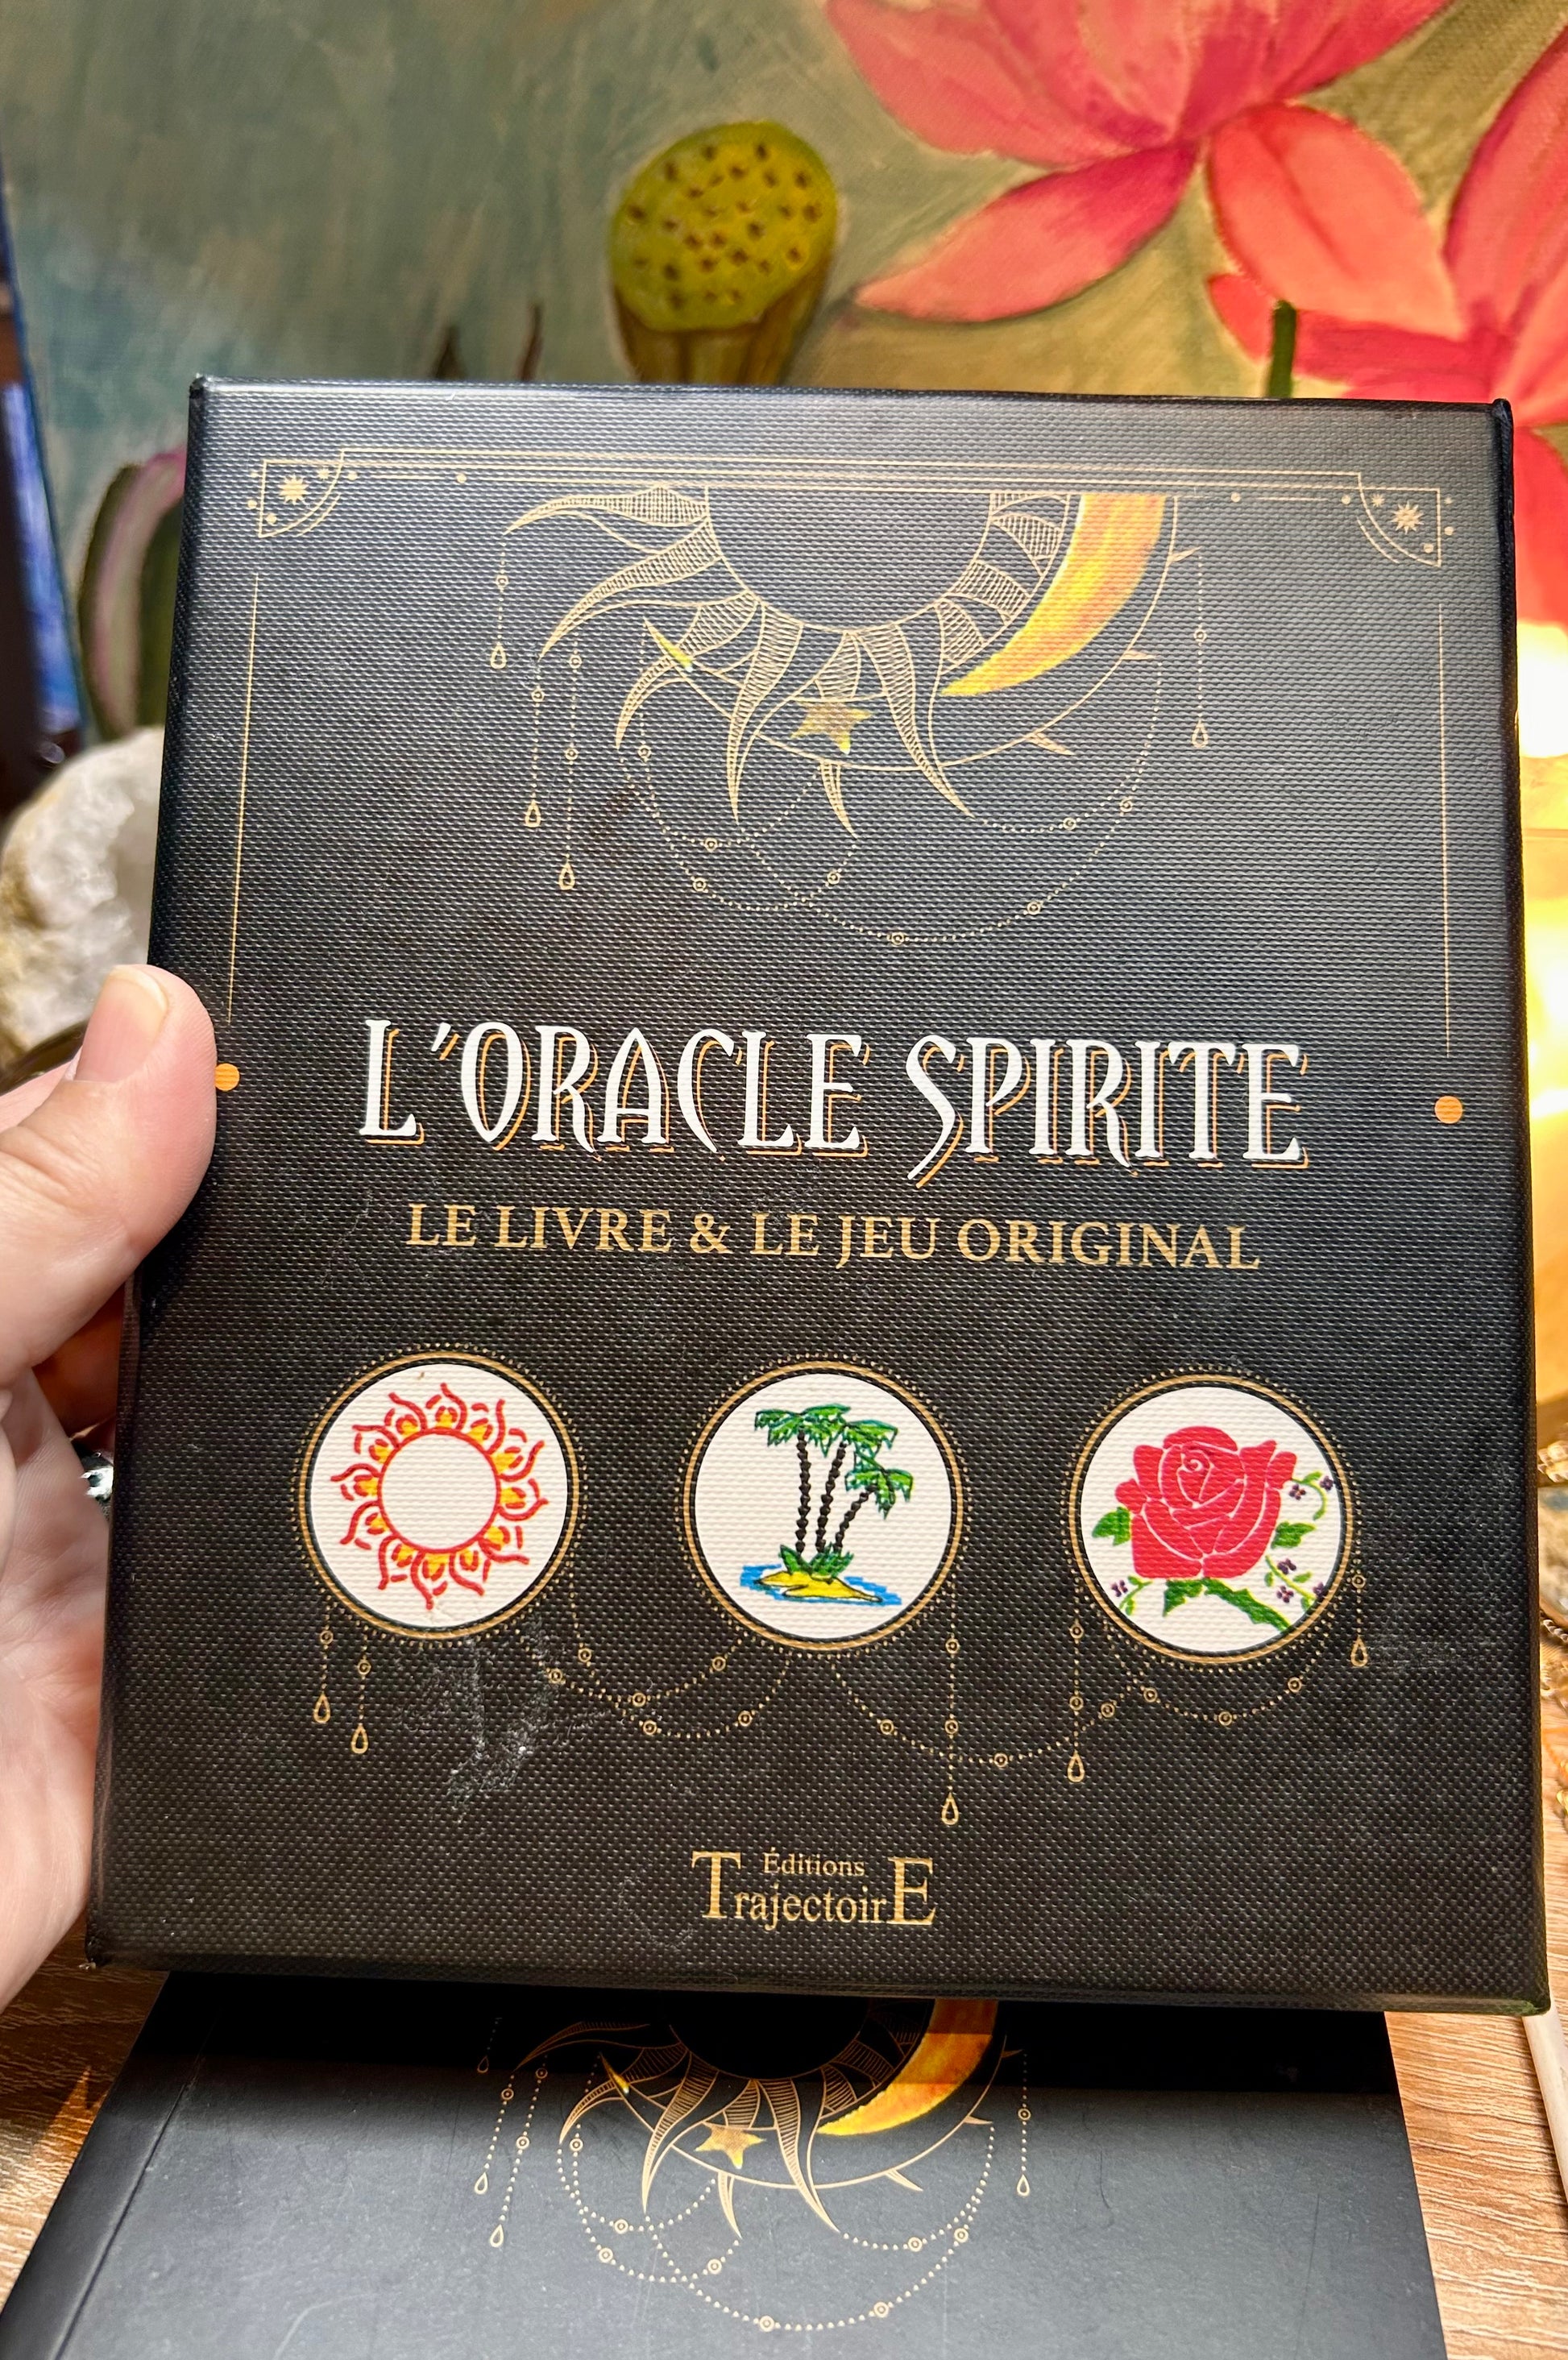 L'ORACLE SPIRITE
LE LIVRE & LE JEU ORIGINAL
Éditions
TrajectoirE